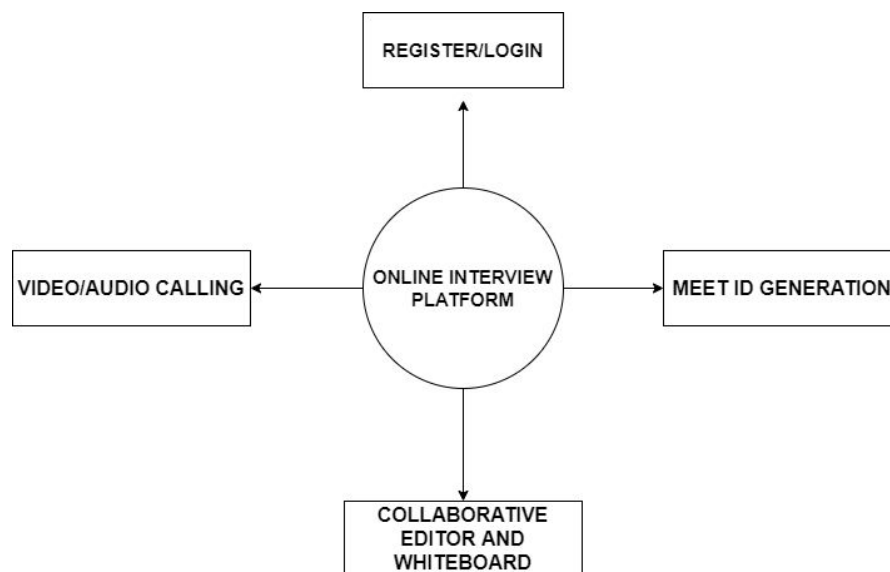 REGISTER/LOGIN
VIDEO/AUDIO CALLING
ONLINE INTERVIEW
PLATFORM
MEET ID GENERATION
COLLABORATIVE
EDITOR AND
WHITEBOARD